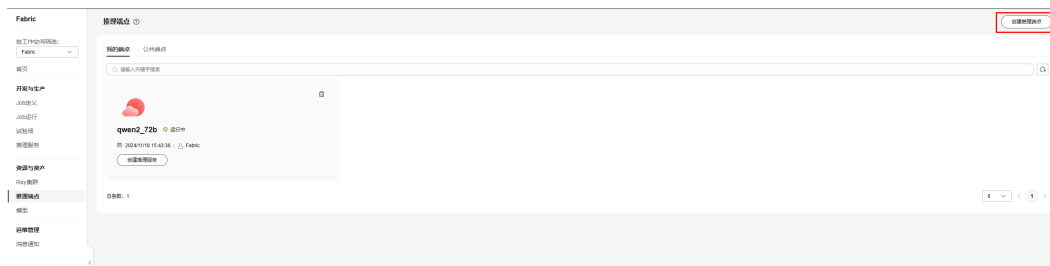 Fabric
按工作空间筛选:
Fabric
首页
开发与生产
Job定义
Job运行
试验场
推理服务
资源与资产
Ray集群
推理端点
模型
运维管理
消息通知
推理端点
创建推理端点
我的端点 公共端点
请输入关键字搜索
qwen2_72b 运行中
2024/11/18 15:43:36 | Fabric
创建推理服务
总条数: 1
8 < 1 >